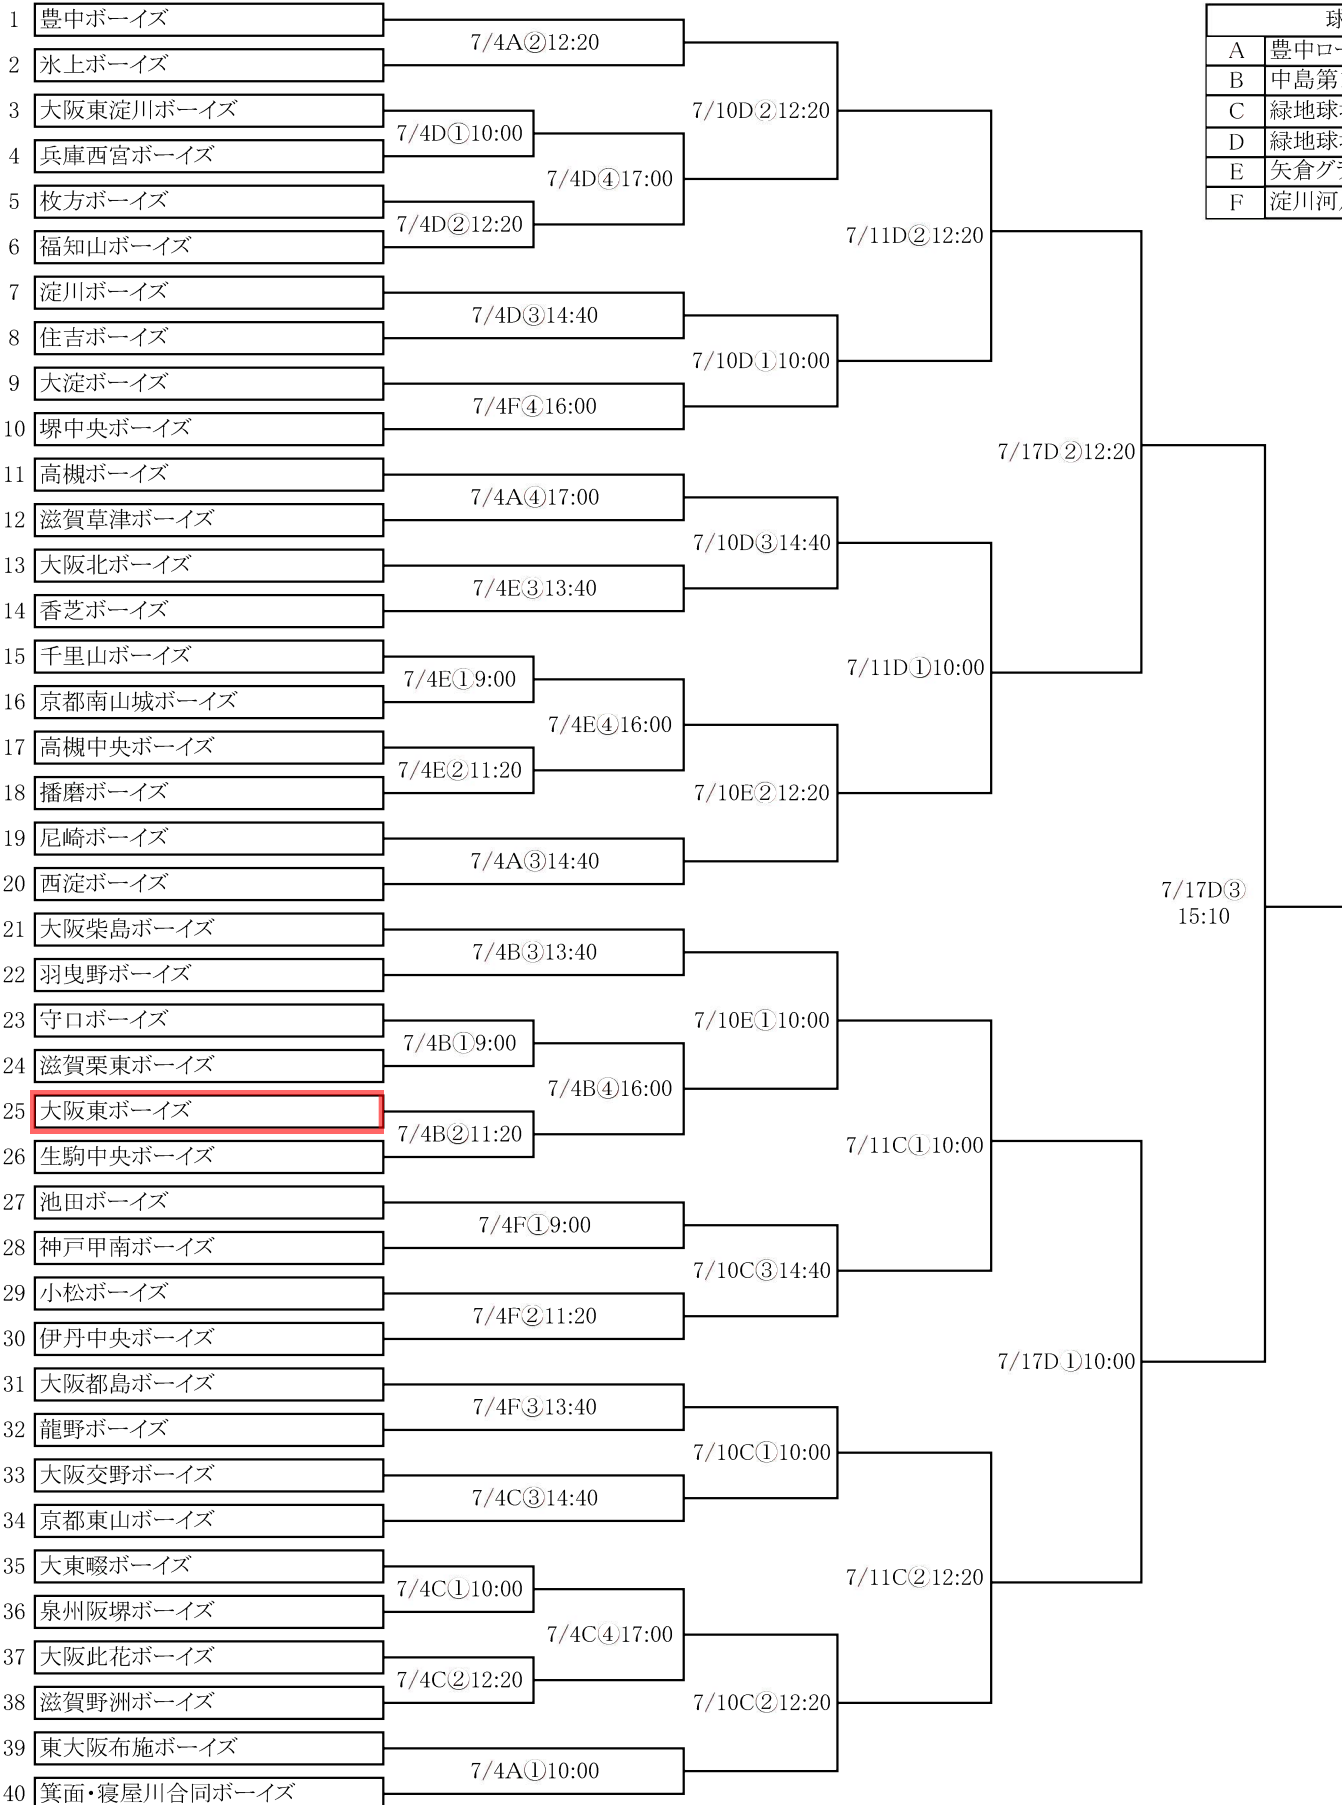 1 豊中ボーイズ
2 氷上ボーイズ
3 大阪東淀川ボーイズ
4 兵庫西宮ボーイズ
5 枚方ボーイズ
6 福知山ボーイズ
7 淀川ボーイズ
8 住吉ボーイズ
9 大淀ボーイズ
10 堺中央ボーイズ
11 高槻ボーイズ
12 滋賀草津ボーイズ
13 大阪北ボーイズ
14 香芝ボーイズ
15 千里山ボーイズ
16 京都南山城ボーイズ
17 高槻中央ボーイズ
18 播磨ボーイズ
19 尼崎ボーイズ
20 西淀ボーイズ
21 大阪柴島ボーイズ
22 羽曳野ボーイズ
23 守口ボーイズ
24 滋賀栗東ボーイズ
25 大阪東ボーイズ
26 生駒中央ボーイズ
27 池田ボーイズ
28 神戸甲南ボーイズ
29 小松ボーイズ
30 伊丹中央ボーイズ
31 大阪都島ボーイズ
32 龍野ボーイズ
33 大阪交野ボーイズ
34 京都東山ボーイズ
35 大東畷ボーイズ
36 泉州阪堺ボーイズ
37 大阪此花ボーイズ
38 滋賀野洲ボーイズ
39 東大阪布施ボーイズ
40 箕面・寝屋川合同ボーイズ
7/4D①10:00
7/4D②12:20
7/4E①9:00
7/4E②11:20
7/4B①9:00
7/4B②11:20
7/4C①10:00
7/4C②12:20
7/4A②12:20
7/4D④17:00
7/4D③14:40
7/4F④16:00
7/4A④17:00
7/4E③13:40
7/4E④16:00
7/4A③14:40
7/4B③13:40
7/4B④16:00
7/4F①9:00
7/4F②11:20
7/4F③13:40
7/4C③14:40
7/4C④17:00
7/4A①10:00
7/10D②12:20
7/10D①10:00
7/10D③14:40
7/10E②12:20
7/10E①10:00
7/10C③14:40
7/10C①10:00
7/10C②12:20
7/11D②12:20
7/11D①10:00
7/11C①10:00
7/11C②12:20
7/17D②12:20
7/17D①10:00
7/17D③
15:10
球
A 豊中ロー
B 中島第
C 緑地球
D 緑地球
E 矢倉グ
F 淀川河